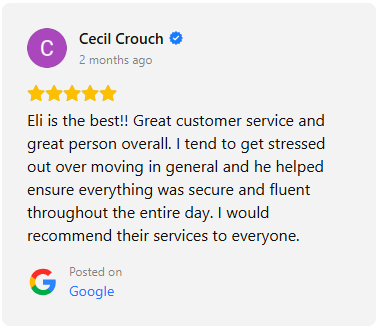 C
Cecil Crouch
2 months ago
Eli is the best!! Great customer service and
great person overall. I tend to get stressed
out over moving in general and he helped
ensure everything was secure and fluent
throughout the entire day. I would
recommend their services to everyone.
G
Posted on
Google